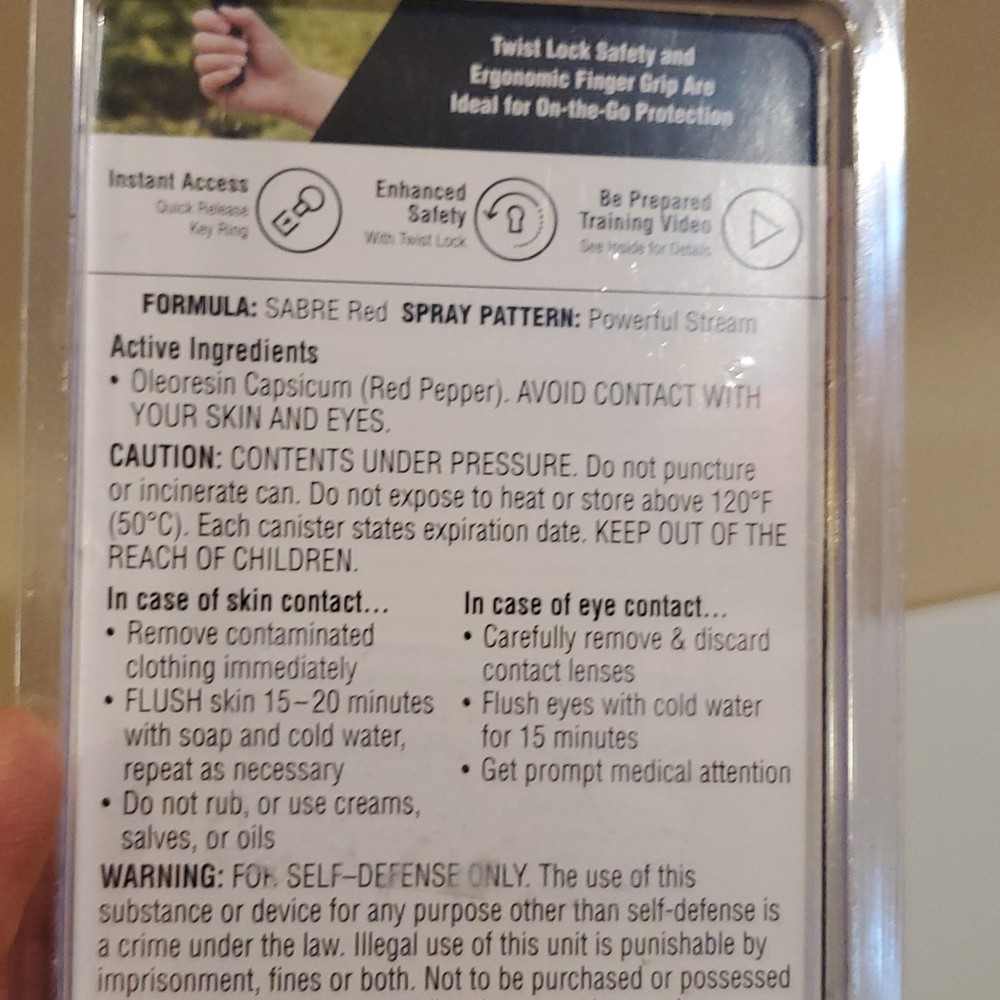 Twist Lock Safety and
Ergonomic Finger Grip Are
Ideal for On-the-Go Protection
Instant Access
Quick Release
Key Ring
Enhanced
Safety
With Twist Lock
Be Prepared
Training Video
See Inside for Details
FORMULA: SABRE Red SPRAY PATTERN: Powerful Stream
Active Ingredients
• Oleoresin Capsicum (Red Pepper). AVOID CONTACT WITH
YOUR SKIN AND EYES.
CAUTION: CONTENTS UNDER PRESSURE. Do not puncture
or incinerate can. Do not expose to heat or store above 120°F
(50°C). Each canister states expiration date. KEEP OUT OF THE
REACH OF CHILDREN.
In case of skin contact...
• Remove contaminated
clothing immediately
• FLUSH skin 15–20 minutes
with soap and cold water,
repeat as necessary
• Do not rub, or use creams,
salves, or oils
In case of eye contact...
• Carefully remove & discard
contact lenses
• Flush eyes with cold water
for 15 minutes
• Get prompt medical attention
WARNING: FOR SELF–DEFENSE ONLY. The use of this
substance or device for any purpose other than self-defense is
a crime under the law. Illegal use of this unit is punishable by
imprisonment, fines or both. Not to be purchased or possessed